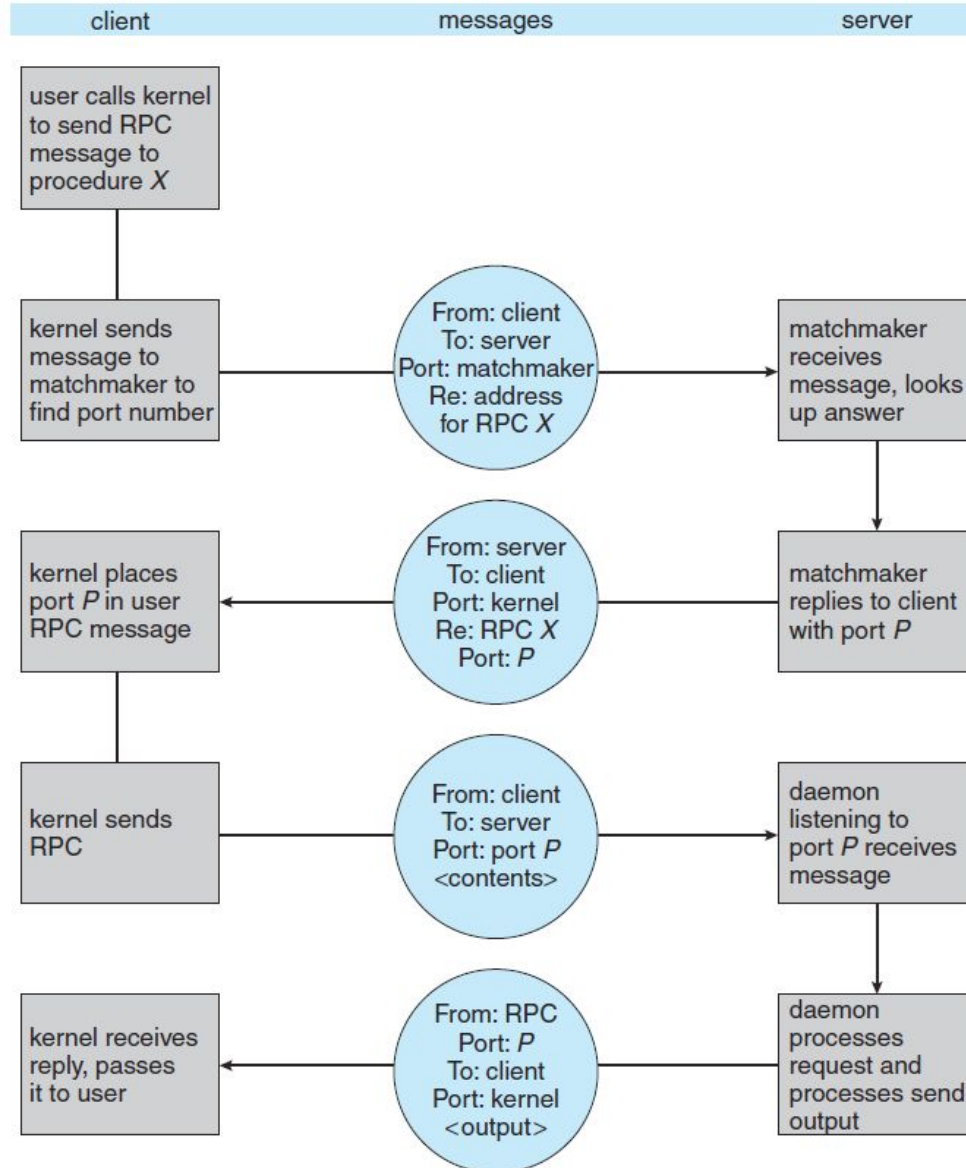 client
messages
server
user calls kernel
to send RPC
message to
procedure X
kernel sends
message to
matchmaker to
find port number
From: client
To: server
Port: matchmaker
Re: address
for RPC X
matchmaker
receives
message, looks
up answer
kernel places
port P in user
RPC message
From: server
To: client
Port: kernel
Re: RPC X
Port: P
matchmaker
replies to client
with port P
kernel sends
RPC
From: client
To: server
Port: port P
<contents>
daemon
listening to
port P receives
message
kernel receives
reply, passes
it to user
From: RPC
Port: P
To: client
Port: kernel
<output>
daemon
processes
request and
processes send
output